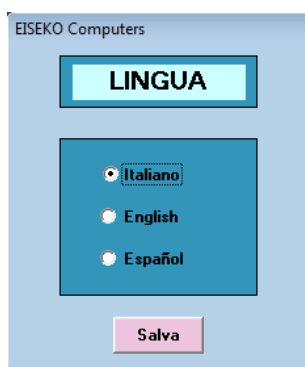 EISEKO Computers
LINGUA
Italiano
English
Español
Salva